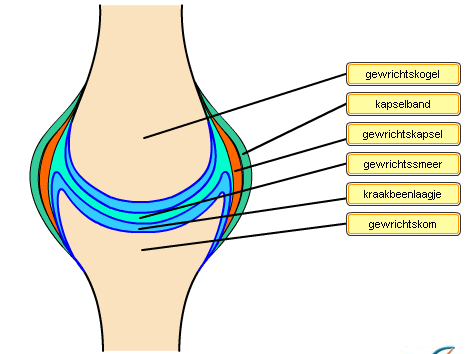 gewrichtskogel
kapselband
gewrichtskapsel
gewrichtssmeer
kraakbeenlaagje
gewrichtskom